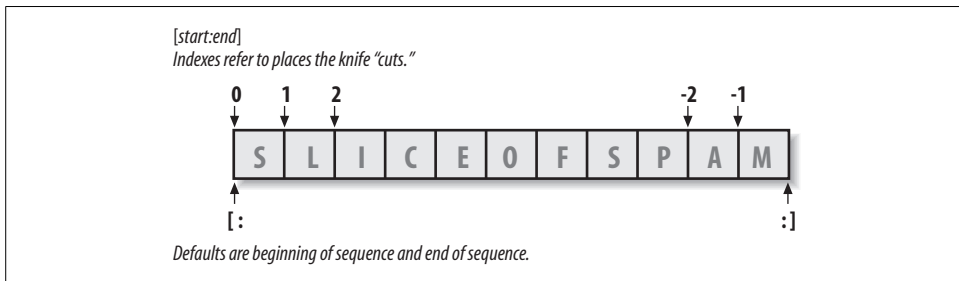 [start:end]
Indexes refer to places the knife “cuts.”
0 1 2 -2 -1
S L I C E O F S P A M
[: :]
Defaults are beginning of sequence and end of sequence.